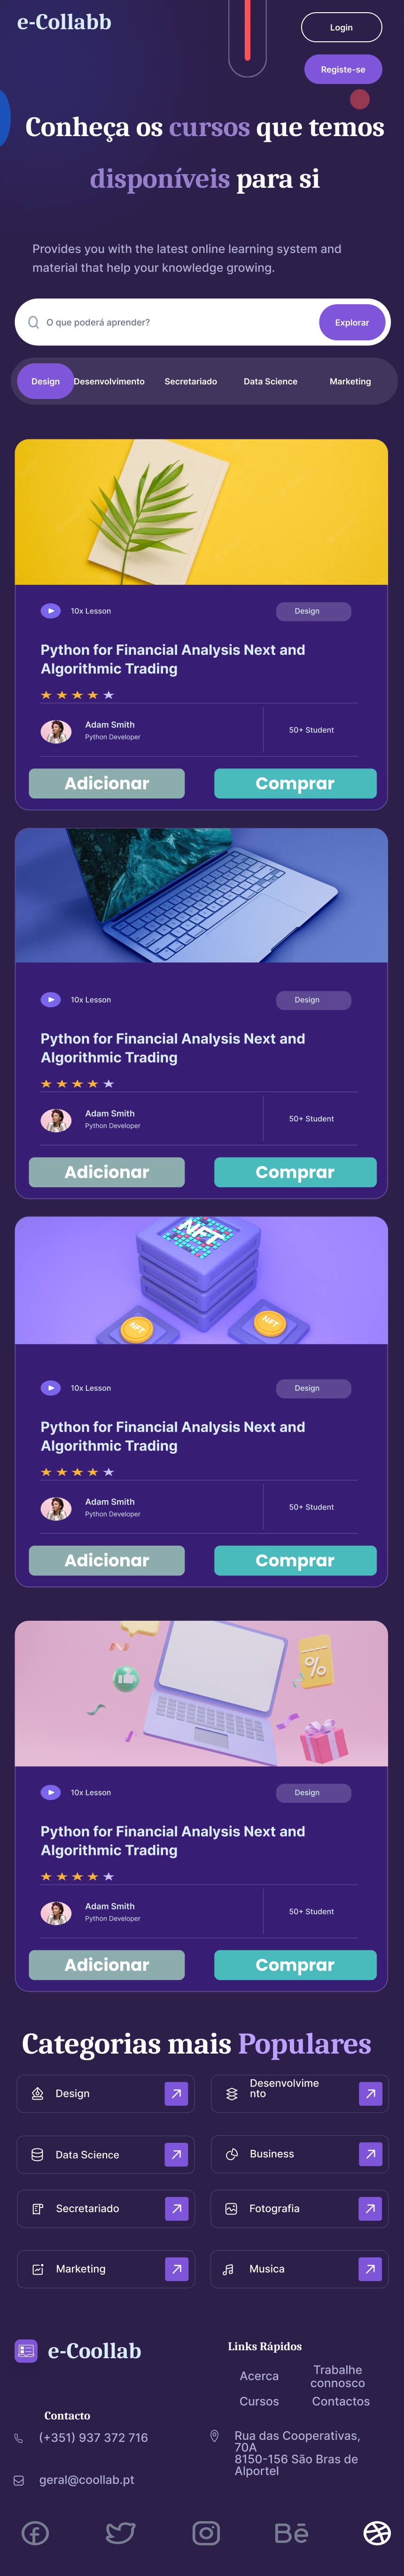 e-Collabb
Login
Registe-se
Conheça os cursos que temos
disponíveis para si
Provides you with the latest online learning system and
material that help your knowledge growing.
O que poderá aprender?
Explorar
Design
Desenvolvimento
Secretariado
Data Science
Marketing
10x Lesson
Design
Python for Financial Analysis Next and
Algorithmic Trading
Adam Smith
Python Developer
50+ Student
Adicionar
Comprar
10x Lesson
Design
Python for Financial Analysis Next and
Algorithmic Trading
Adam Smith
Python Developer
50+ Student
Adicionar
Comprar
NFT
NFT
NFT
10x Lesson
Design
Python for Financial Analysis Next and
Algorithmic Trading
Adam Smith
Python Developer
50+ Student
Adicionar
Comprar
%
10x Lesson
Design
Python for Financial Analysis Next and
Algorithmic Trading
Adam Smith
Python Developer
50+ Student
Adicionar
Comprar
Categorias mais Populares
Design
Desenvolvime
nto
Data Science
Business
Secretariado
Fotografia
Marketing
Musica
e-Coollab
Links Rápidos
Acerca
Trabalhe
connosco
Cursos
Contactos
Contacto
(+351) 937 372 716
Rua das Cooperativas,
70A
8150-156 São Bras de
Alportel
geral@coollab.pt
Bē